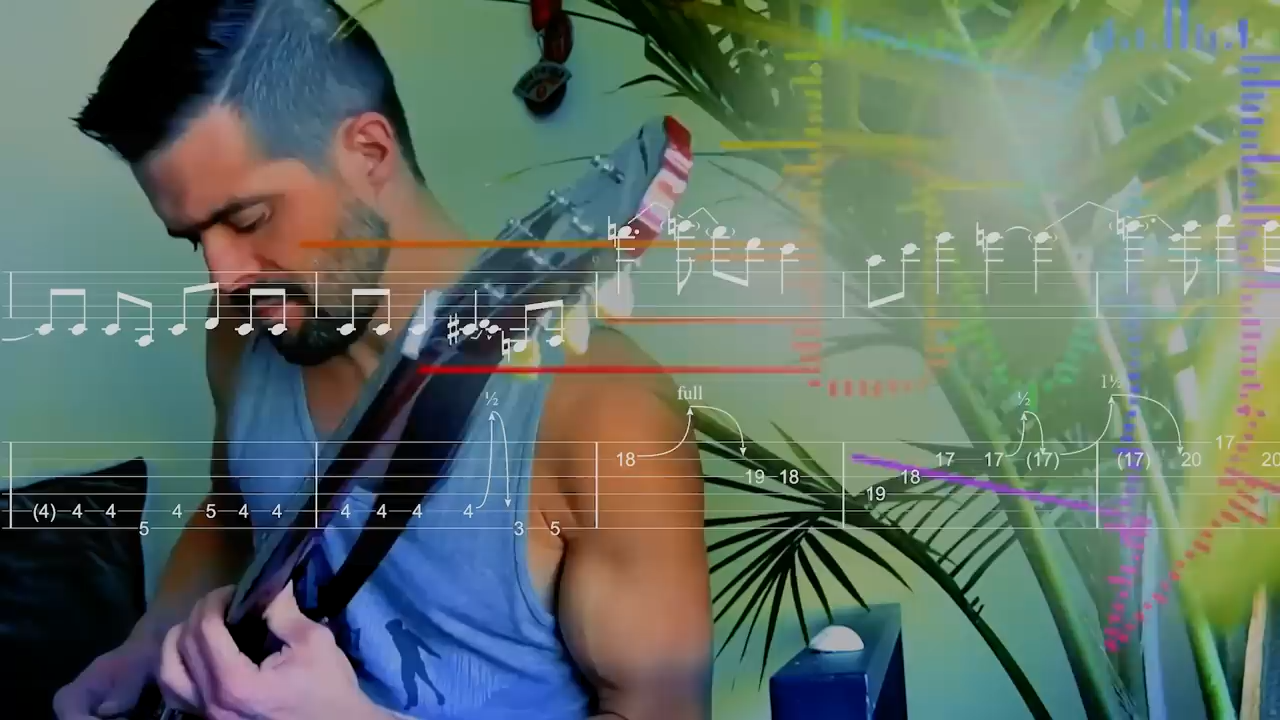 ½ full ½ 1½
18 17 17 (17) (17) 20 17 20
19 18 18
19
(4) 4 4 4 5 4 4 4 4 4 4
5 3 5